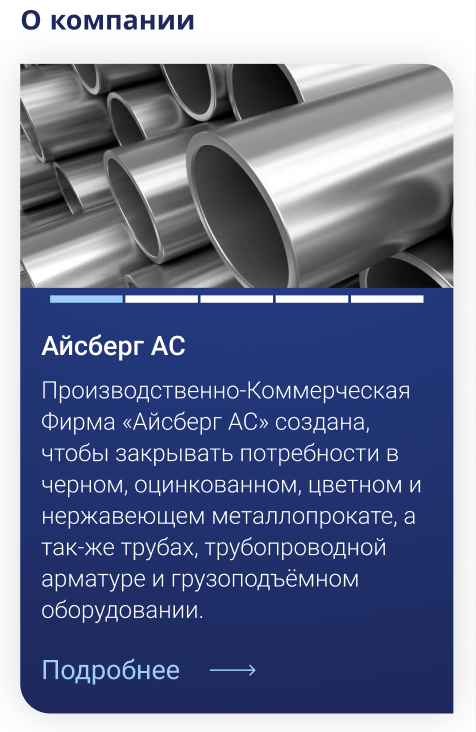 О компании
Айсберг АС
Производственно-Коммерческая
Фирма «Айсберг АС» создана,
чтобы закрывать потребности в
черном, оцинкованном, цветном и
нержавеющем металлопрокате, а
так-же трубах, трубопроводной
арматуре и грузоподъёмном
оборудовании.
Подробнее